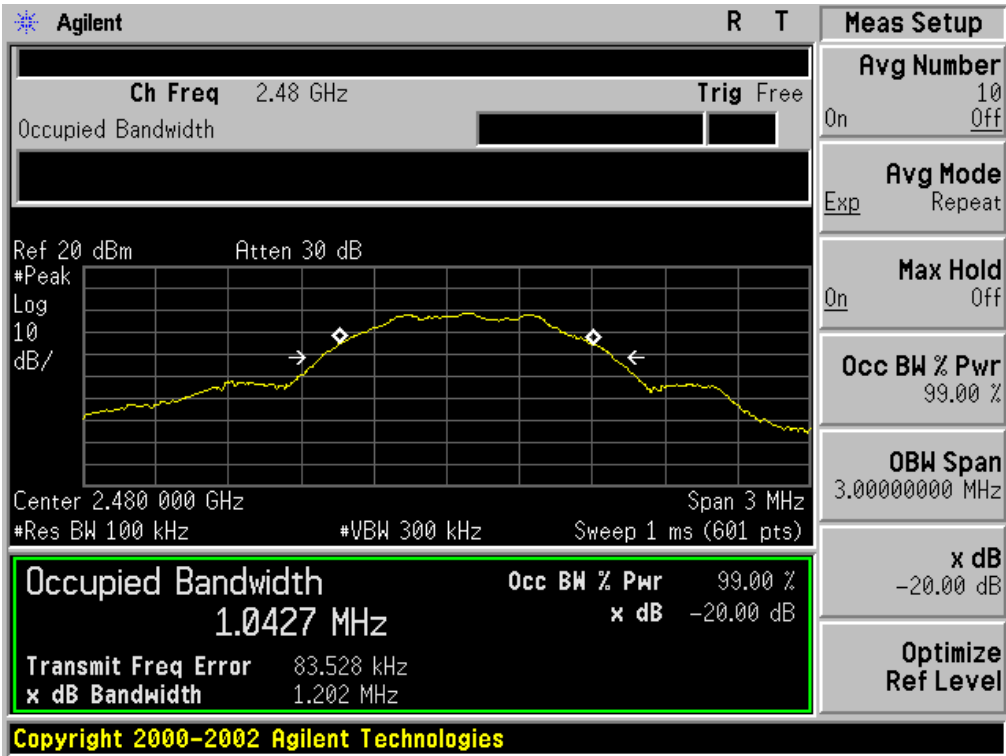 Agilent R T
Ch Freq 2.48 GHz Trig Free
Occupied Bandwidth
Ref 20 dBm Atten 30 dB
#Peak
Log
10
dB/
Center 2.480 000 GHz Span 3 MHz
#Res BW 100 kHz #VBW 300 kHz Sweep 1 ms (601 pts)
Occupied Bandwidth Occ BW % Pwr 99.00 %
1.0427 MHz x dB -20.00 dB
Transmit Freq Error 83.528 kHz
x dB Bandwidth 1.202 MHz
Copyright 2000-2002 Agilent Technologies
Meas Setup
Avg Number
10
On Off
Avg Mode
Exp Repeat
Max Hold
On Off
Occ BW % Pwr
99.00 %
OBW Span
3.00000000 MHz
x dB
-20.00 dB
Optimize
Ref Level